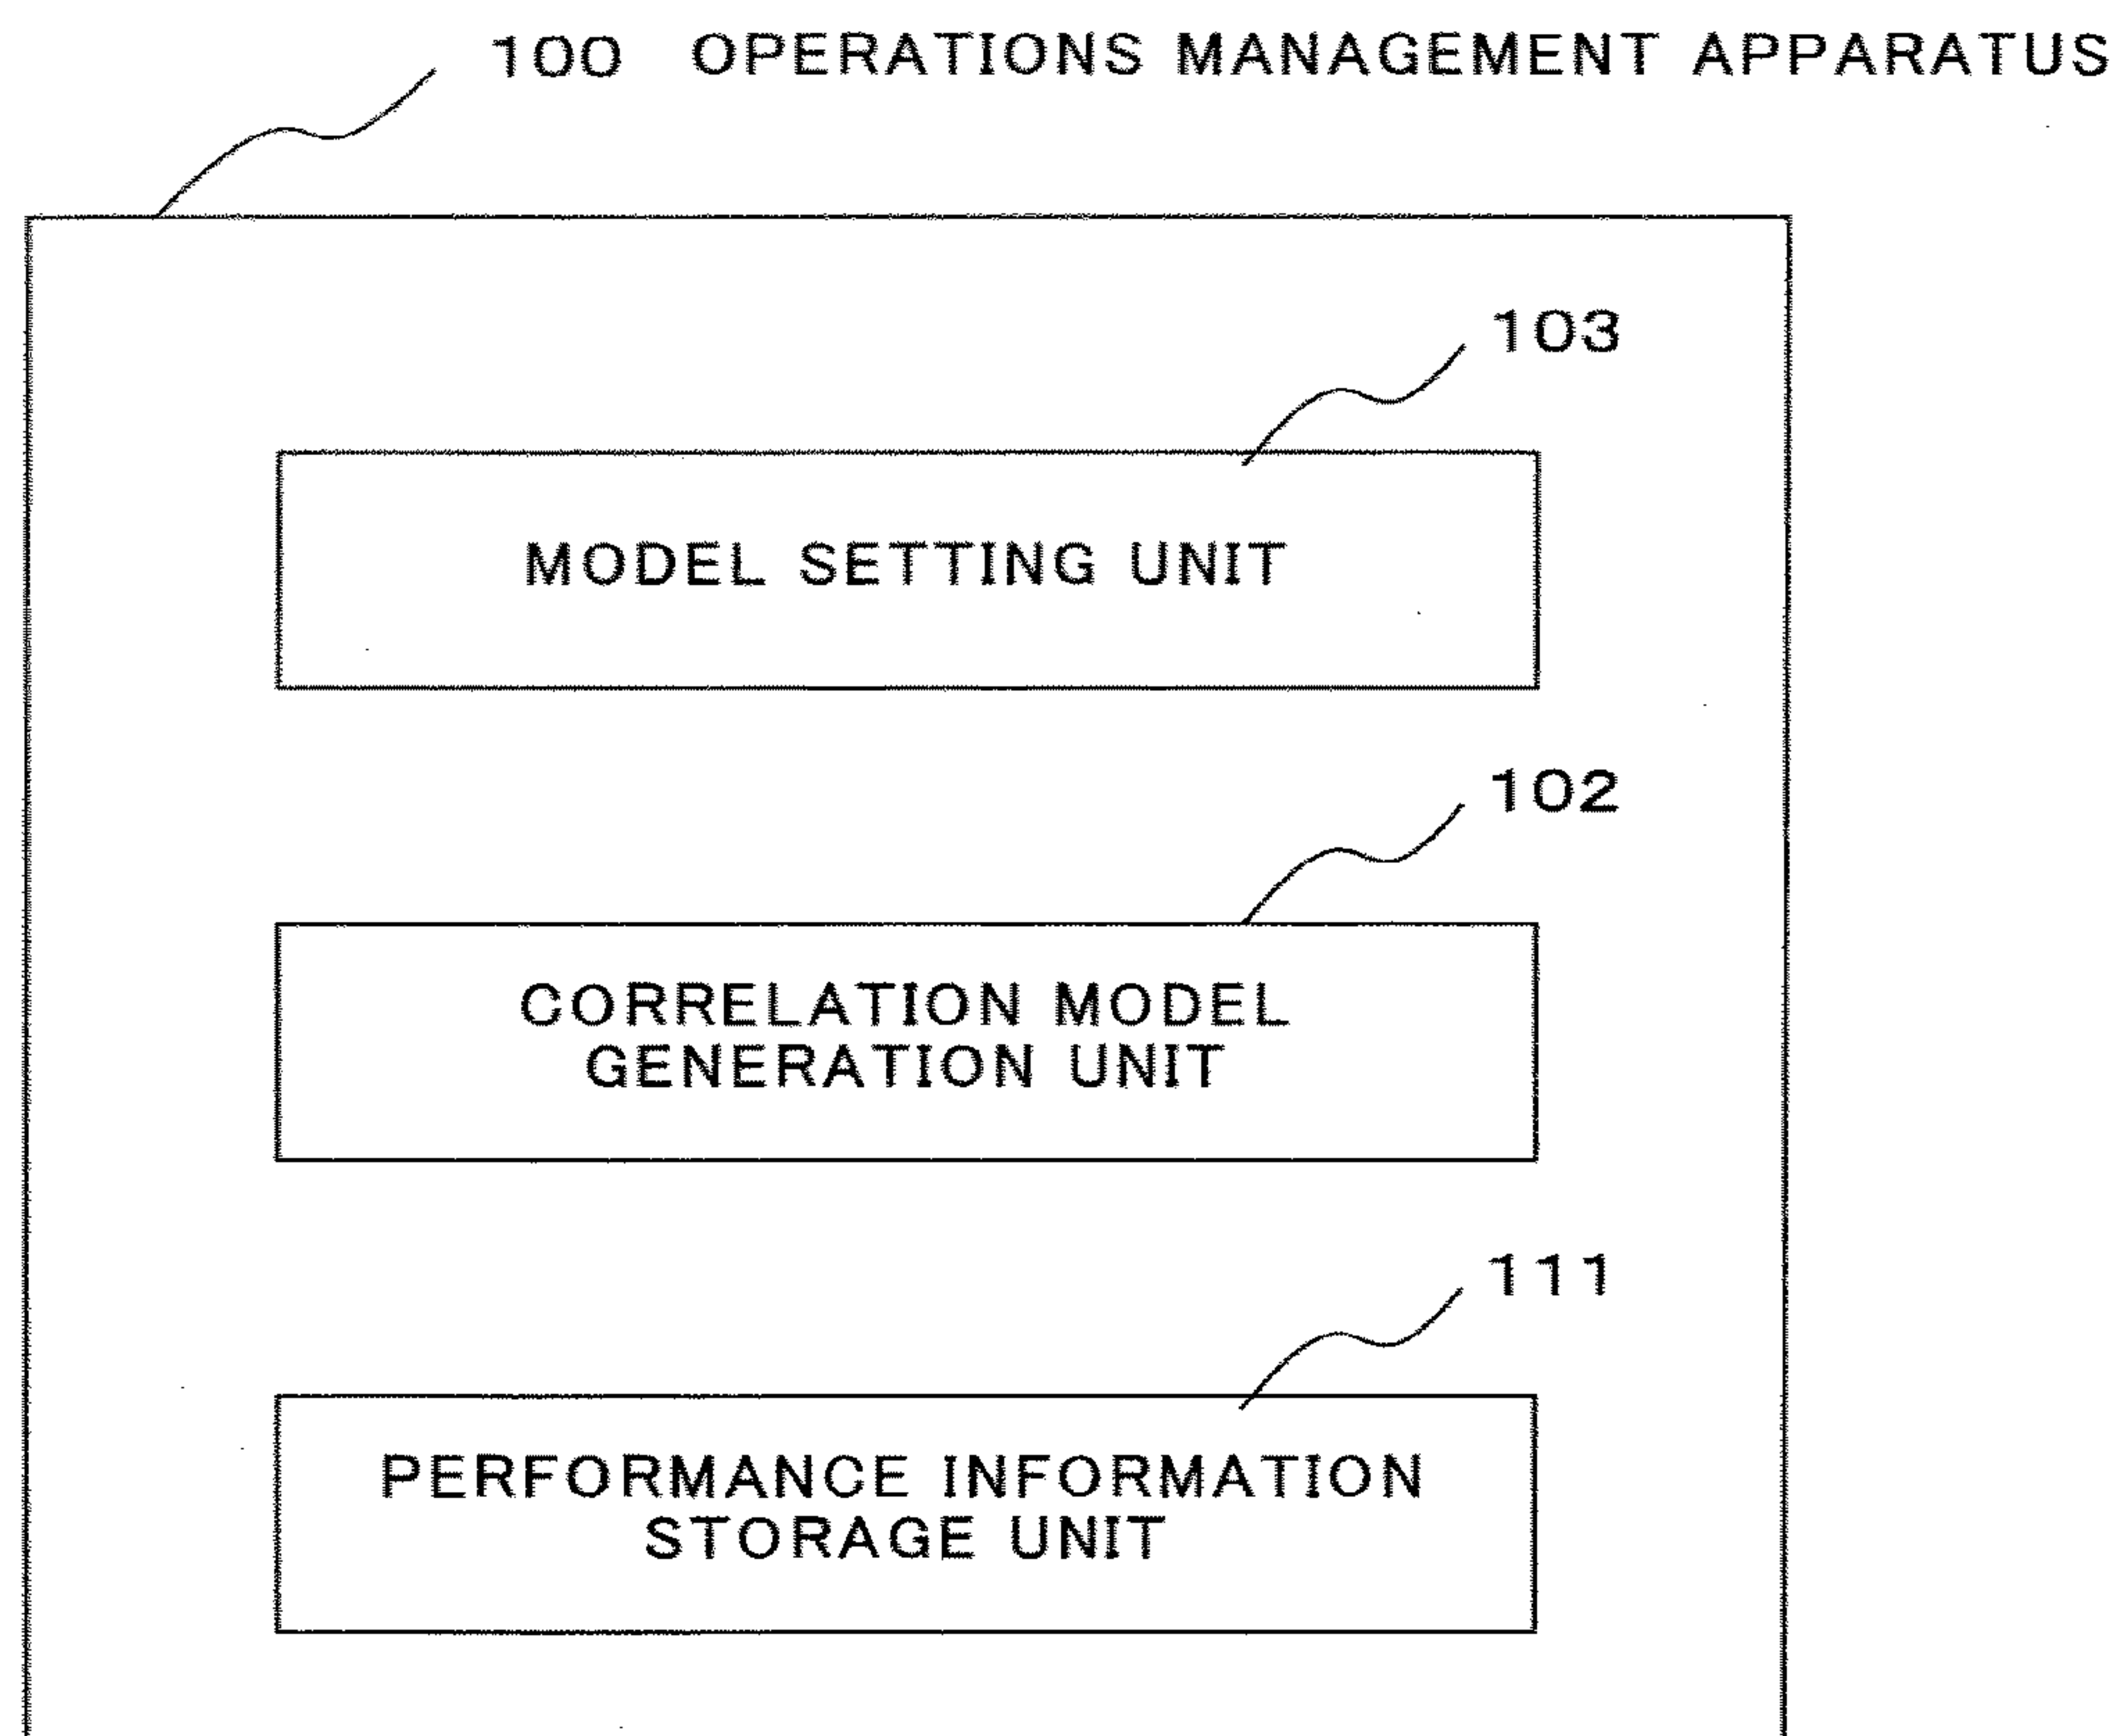 100 OPERATIONS MANAGEMENT APPARATUS
103
MODEL SETTING UNIT
102
CORRELATION MODEL
GENERATION UNIT
111
PERFORMANCE INFORMATION
STORAGE UNIT